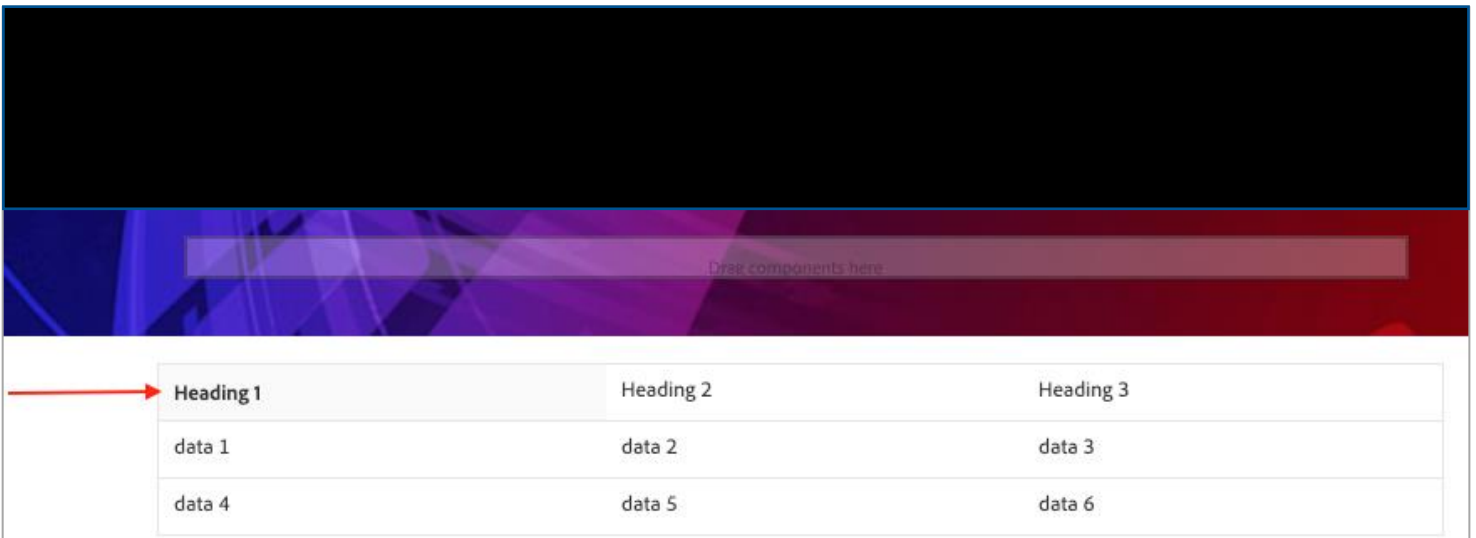 Drag components here
Heading 1 Heading 2 Heading 3
data 1 data 2 data 3
data 4 data 5 data 6